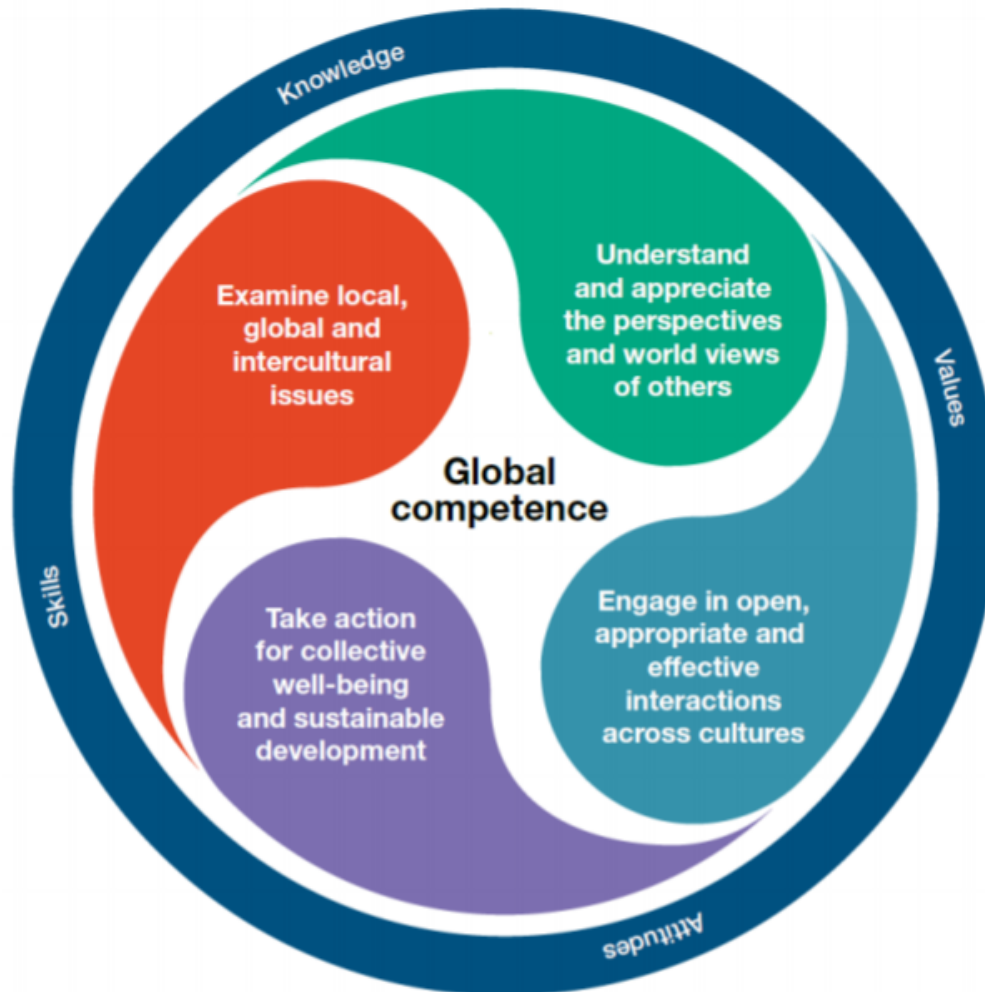 Knowledge
Examine local,
global and
intercultural
issues
Understand
and appreciate
the perspectives
and world views
of others
Values
Global
competence
Skills
Take action
for collective
well-being
and sustainable
development
Engage in open,
appropriate and
effective
interactions
across cultures
Attitudes